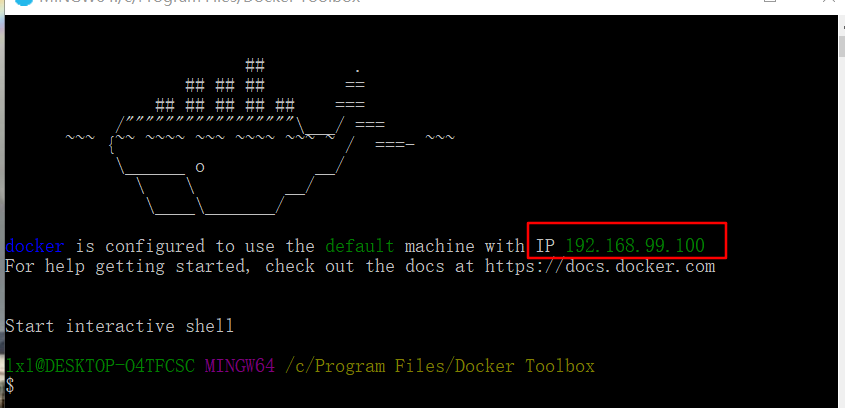 MINGW64:/c/Program Files/Docker Toolbox
##         .
## ## ##        ==
## ## ## ## ##    ===
/"""""""""""""""""\___/ ===
~~~ {~~ ~~~~ ~~~ ~~~~ ~~~ ~ /  ===- ~~~
\______ o           __/
\    \         __/
\____\_______/
docker is configured to use the default machine with IP 192.168.99.100
For help getting started, check out the docs at https://docs.docker.com
Start interactive shell
lxl@DESKTOP-O4TFCSC MINGW64 /c/Program Files/Docker Toolbox
$